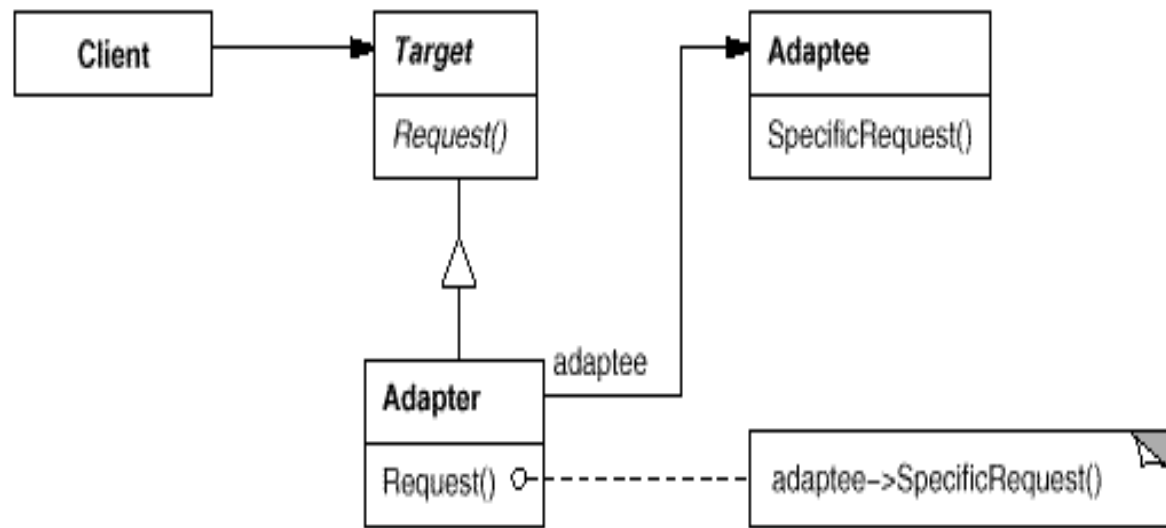 Client
Target
Request()
Adaptee
SpecificRequest()
adaptee
Adapter
Request()
adaptee->SpecificRequest()